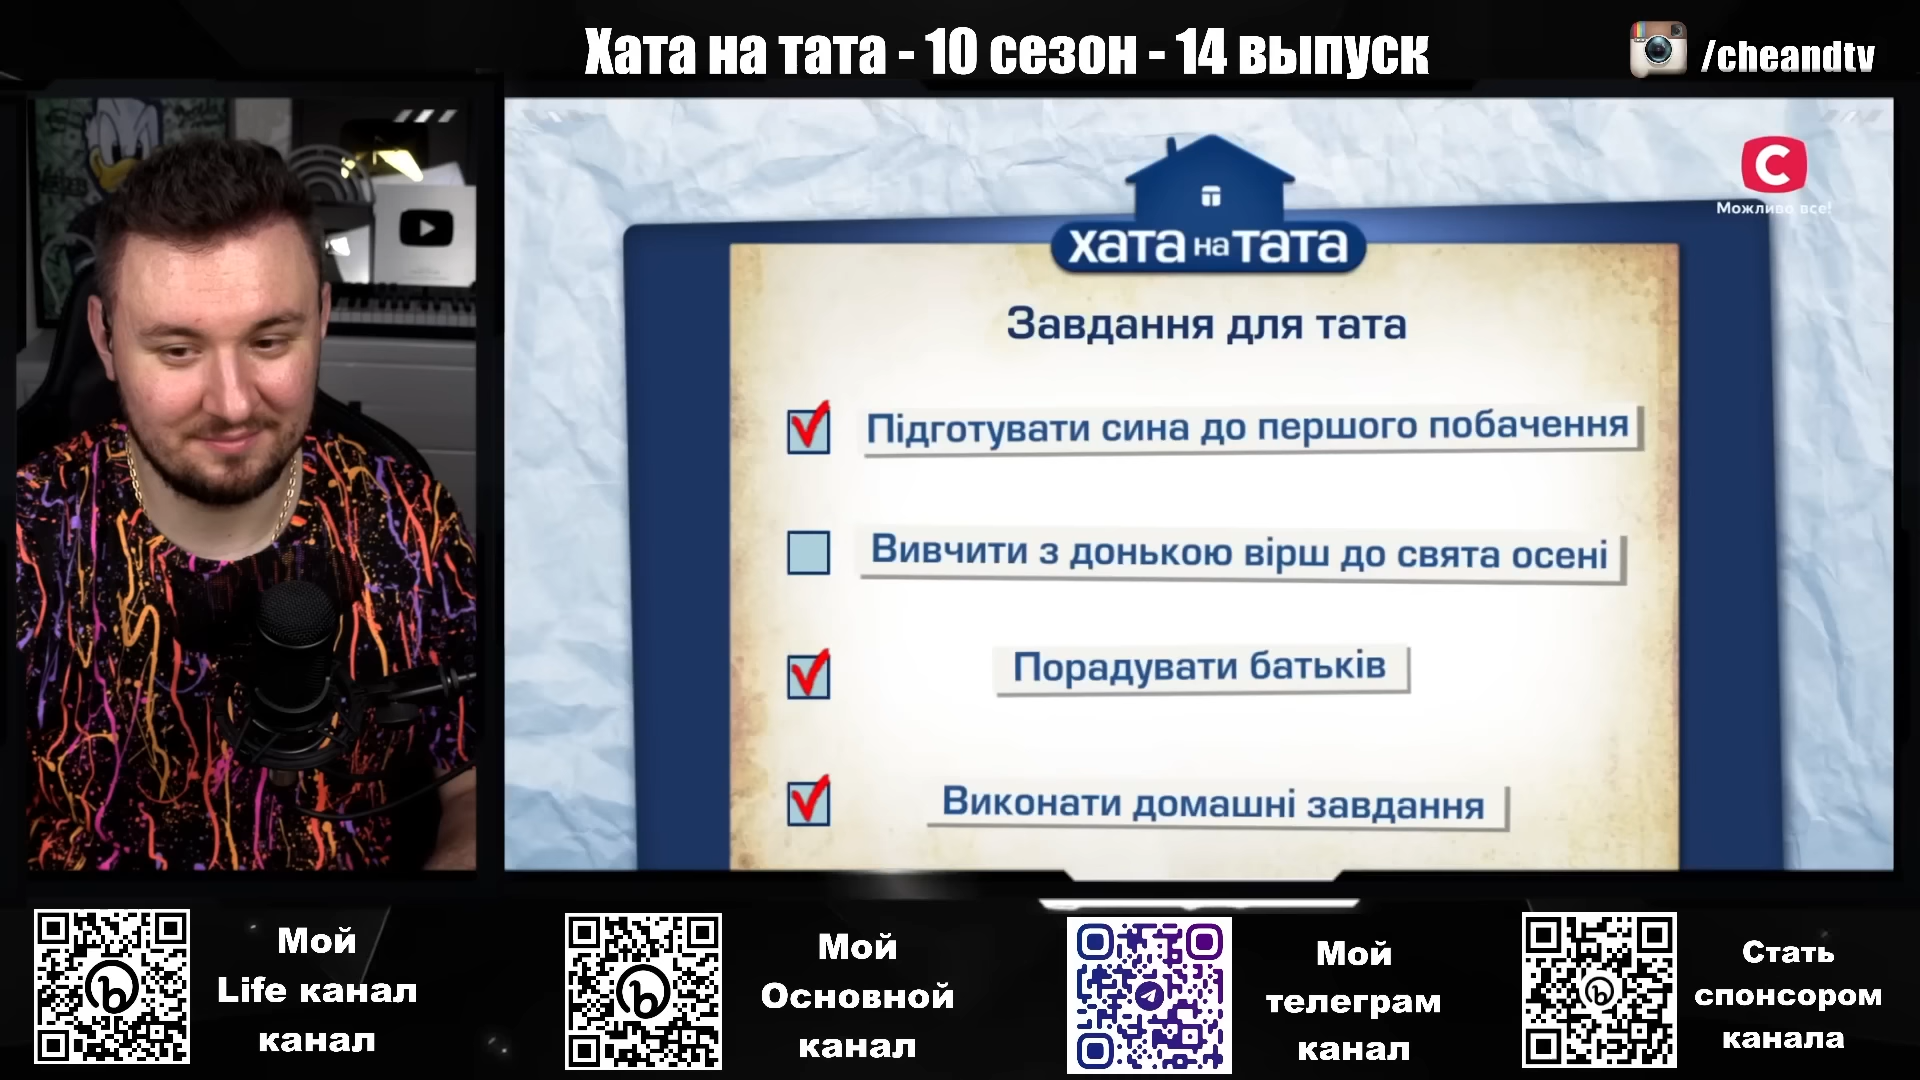 Хата на тата - 10 сезон - 14 выпуск
/cheandtv
Можливо все!
хата на тата
Завдання для тата
Підготувати сина до першого побачення
Вивчити з донькою вірш до свята осені
Порадувати батьків
Виконати домашні завдання
Мой
Life канал
канал
Мой
Основной
канал
Мой
телеграм
канал
Стать
спонсором
канала